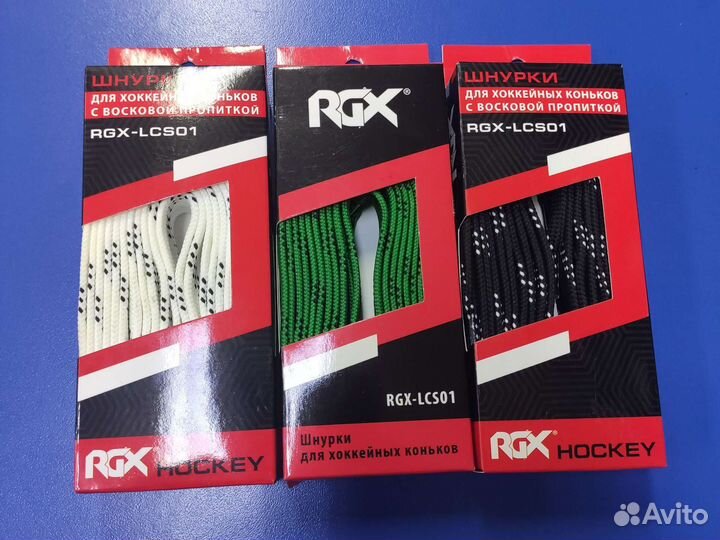 ШНУРКИ
ДЛЯ ХОККЕЙНЫХ КОНЬКОВ
С ВОСКОВОЙ ПРОПИТКОЙ
RGX-LCS01
RGX HOCKEY
RGX®
RGX-LCS01
Шнурки
для хоккейных коньков
ШНУРКИ
ДЛЯ ХОККЕЙНЫХ КОНЬКОВ
С ВОСКОВОЙ ПРОПИТКОЙ
RGX-LCS01
RGX HOCKEY
Avito